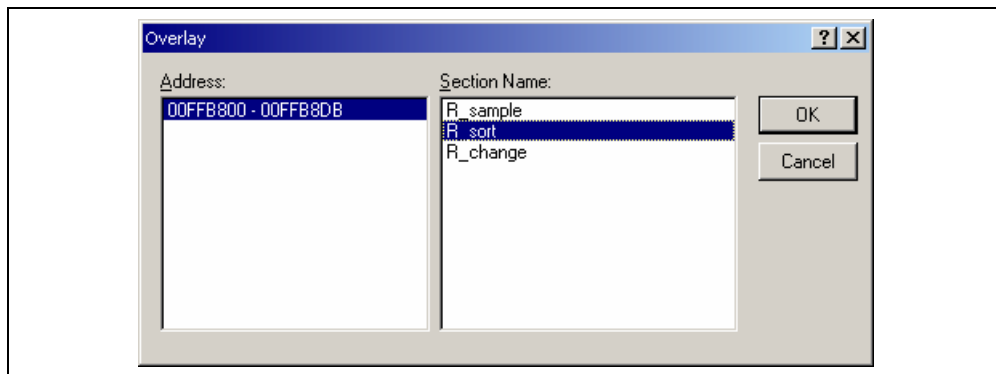 Overlay
Address:
Section Name:
00FFB800 - 00FFB8DB
R_sample
R_sort
R_change
OK
Cancel